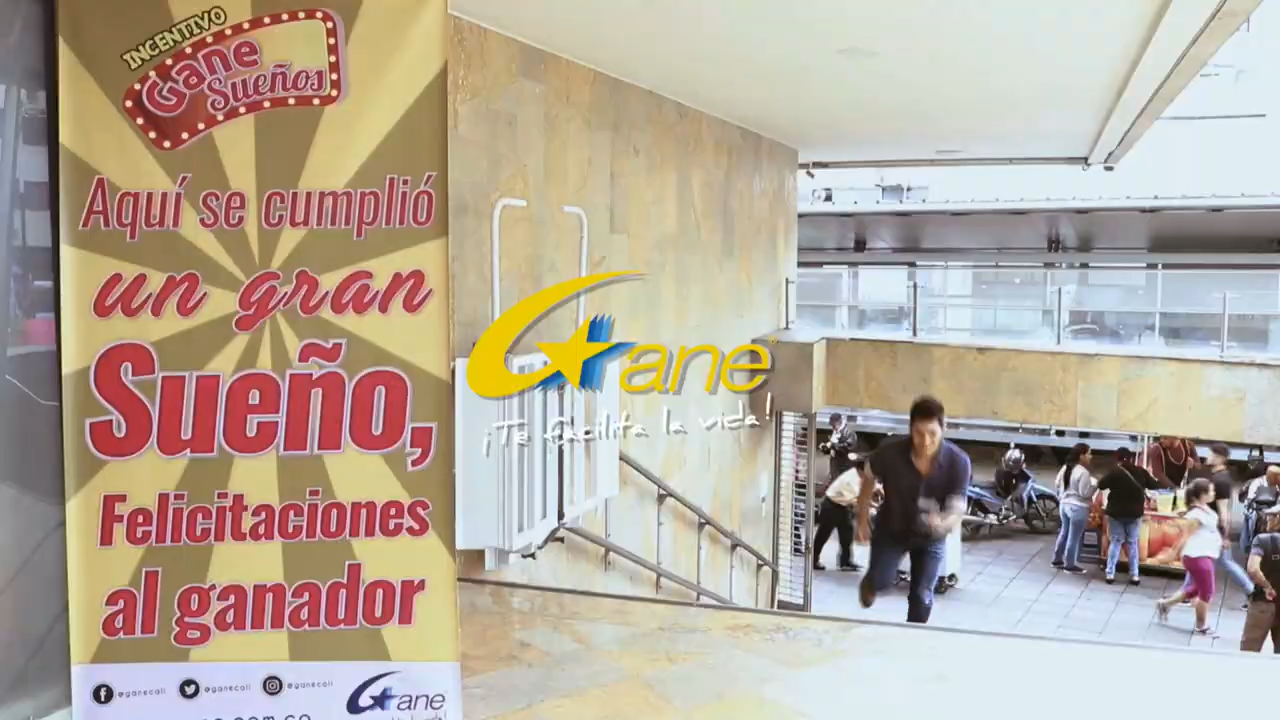 INCENTIVO
Gane
Sueños
Aquí se cumplió
un gran
Sueño,
Felicitaciones
al ganador
@ganecali @ganecali @ganecali
Gane
Gane
¡Te facilita la vida!